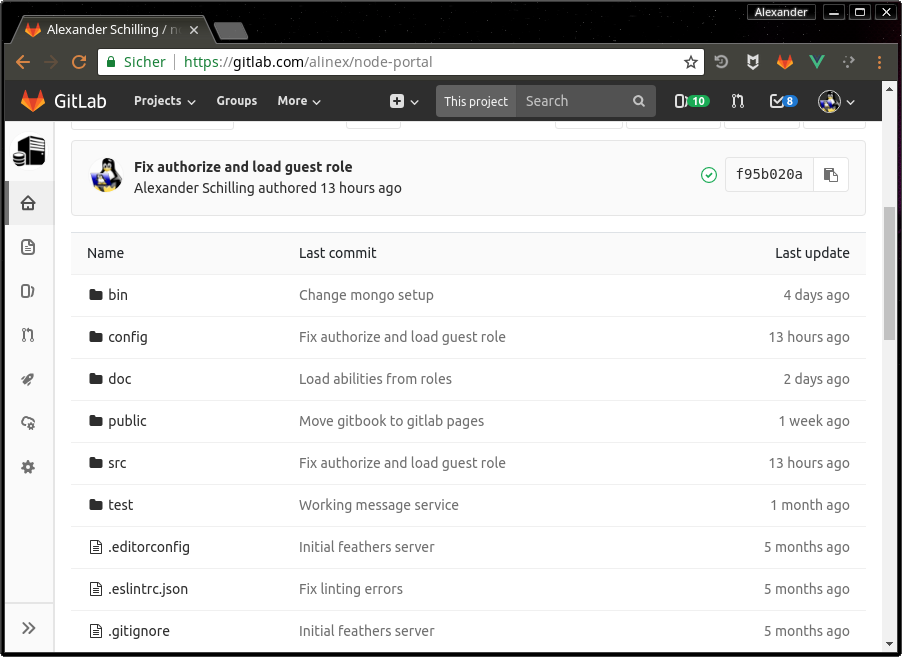 Alexander
Alexander Schilling / no
Sicher https://gitlab.com/alinex/node-portal
GitLab Projects Groups More This project Search 10 8
Fix authorize and load guest role
Alexander Schilling authored 13 hours ago
f95b020a
Name Last commit Last update
bin Change mongo setup 4 days ago
config Fix authorize and load guest role 13 hours ago
doc Load abilities from roles 2 days ago
public Move gitbook to gitlab pages 1 week ago
src Fix authorize and load guest role 13 hours ago
test Working message service 1 month ago
.editorconfig Initial feathers server 5 months ago
.eslintrc.json Fix linting errors 5 months ago
.gitignore Initial feathers server 5 months ago